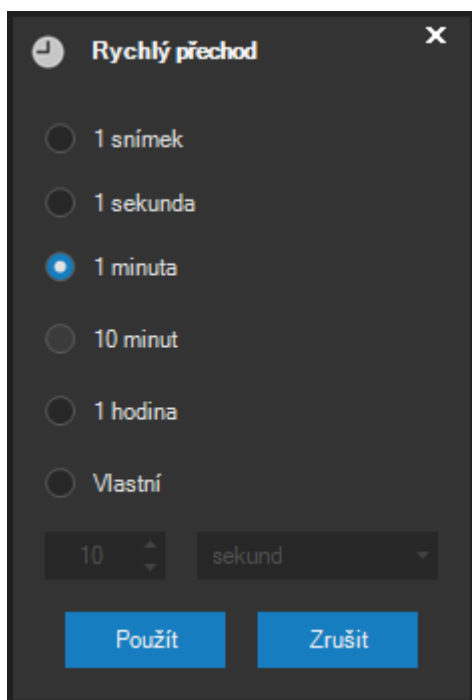 Rychlý přechod
1 snímek
1 sekunda
1 minuta
10 minut
1 hodina
Vlastní
10 sekund
Použít Zrušit